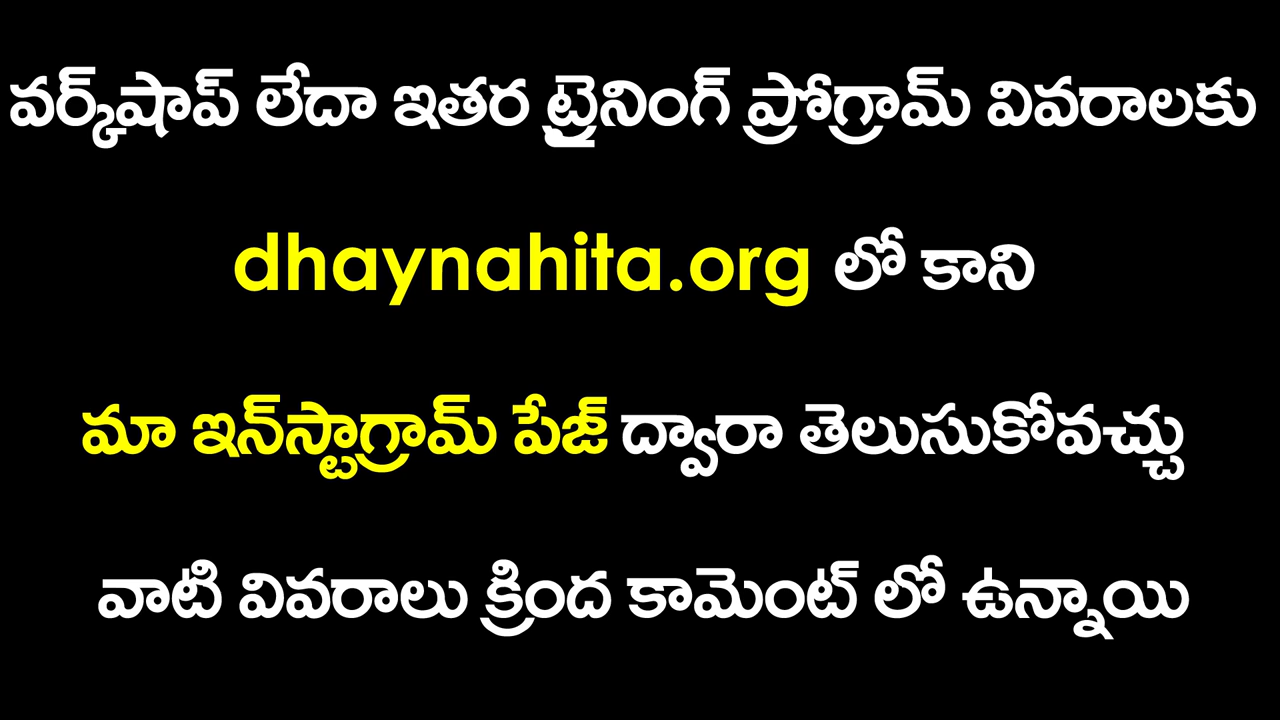 వర్క్‌షాప్ లేదా ఇతర ట్రైనింగ్ ప్రోగ్రామ్ వివరాలకు
dhaynahita.org లో కాని
మా ఇన్‌స్టాగ్రామ్ పేజ్ ద్వారా తెలుసుకోవచ్చు
వాటి వివరాలు క్రింద కామెంట్ లో ఉన్నాయి